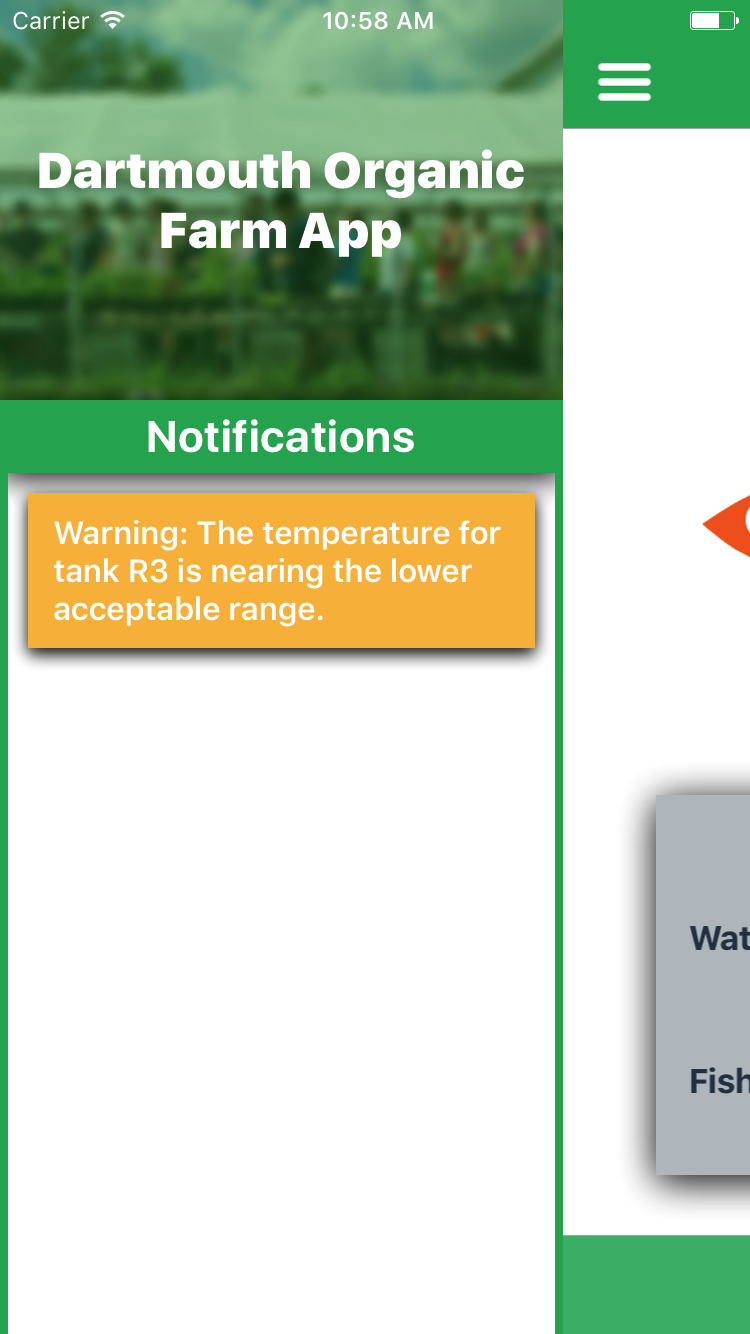 Carrier 10:58 AM
Dartmouth Organic
Farm App
Notifications
Warning: The temperature for
tank R3 is nearing the lower
acceptable range.
Wat
Fish